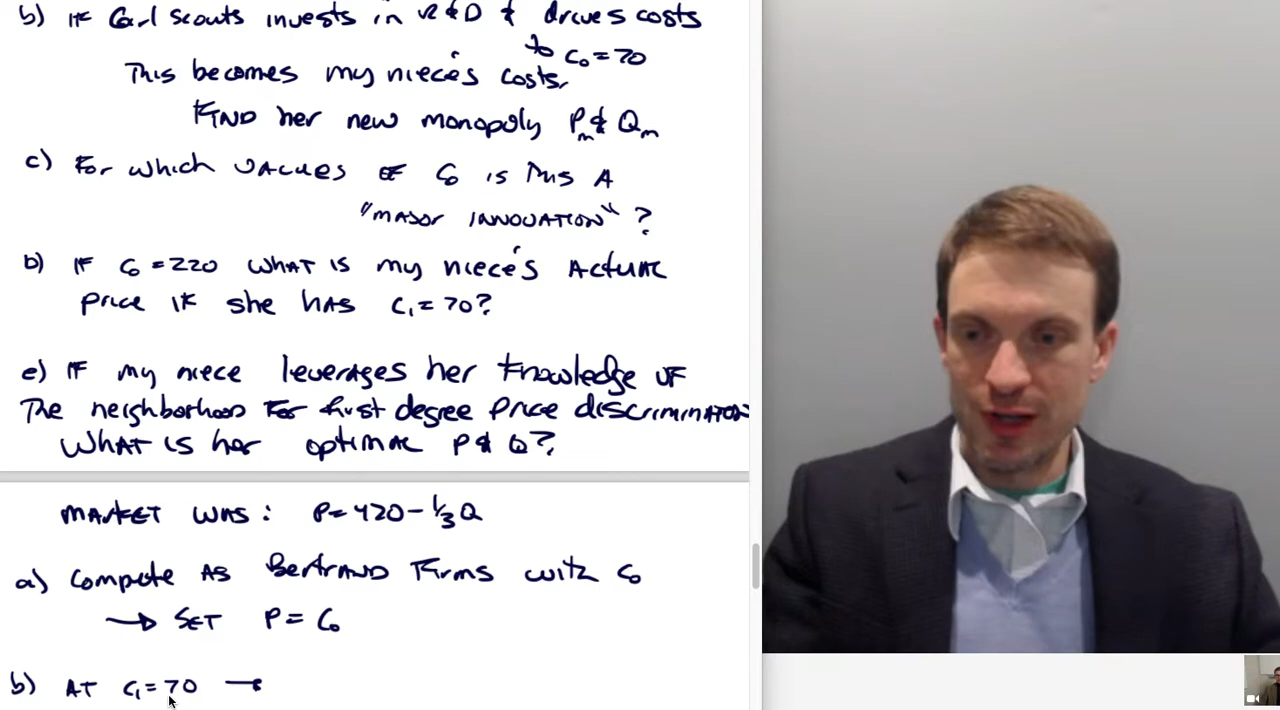 b) IF Girl scouts invests in R&D & drives costs
to C₀=70
This becomes my niece's costs.
FIND her new monopoly Pm & Qm
c) For which values OF C₀ is This A
"MAJOR INNOVATION" ?
b) IF C₀=220 WHAT IS my niece's ACTUAL
Price IF she HAS C₁=70?
e) IF my niece leverages her knowledge OF
The neighborhood For first degree Price discrimination
WHAT IS her optimal P & Q?
MARKET WAS: P=420-1/3Q
a) Compete AS Bertrand Firms with C₀
→ SET P=C₀
b) AT C₁=70 →